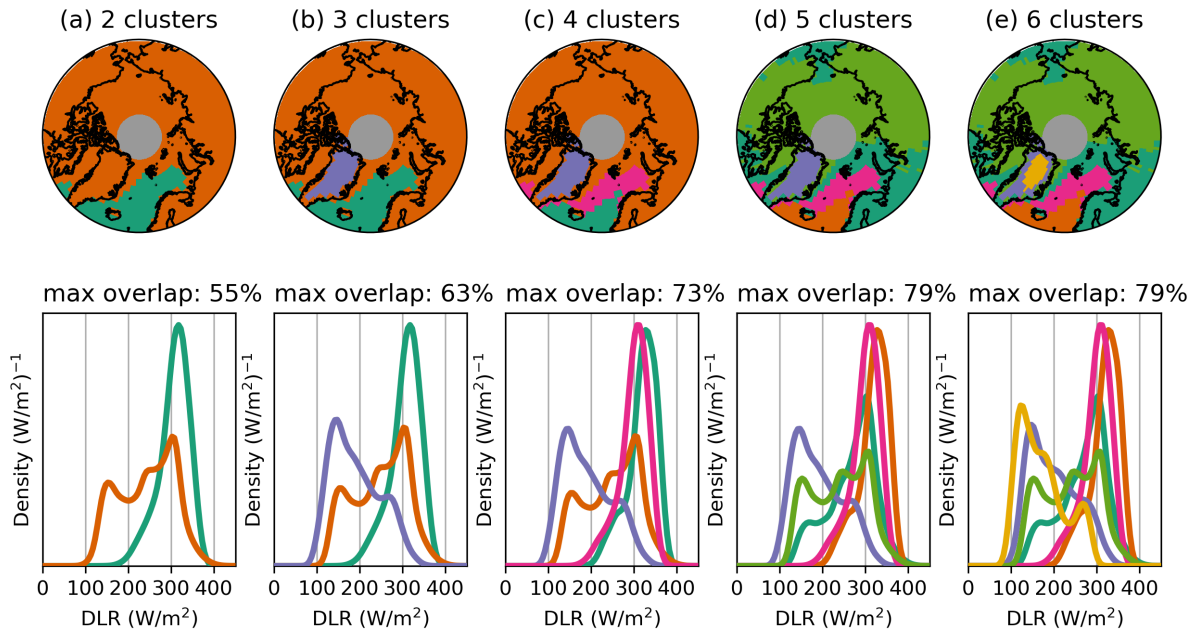 (a) 2 clusters
(b) 3 clusters
(c) 4 clusters
(d) 5 clusters
(e) 6 clusters
max overlap: 55%
max overlap: 63%
max overlap: 73%
max overlap: 79%
max overlap: 79%
Density (W/m²)⁻¹
Density (W/m²)⁻¹
Density (W/m²)⁻¹
Density (W/m²)⁻¹
Density (W/m²)⁻¹
0 100 200 300 400
0 100 200 300 400
0 100 200 300 400
0 100 200 300 400
0 100 200 300 400
DLR (W/m²)
DLR (W/m²)
DLR (W/m²)
DLR (W/m²)
DLR (W/m²)